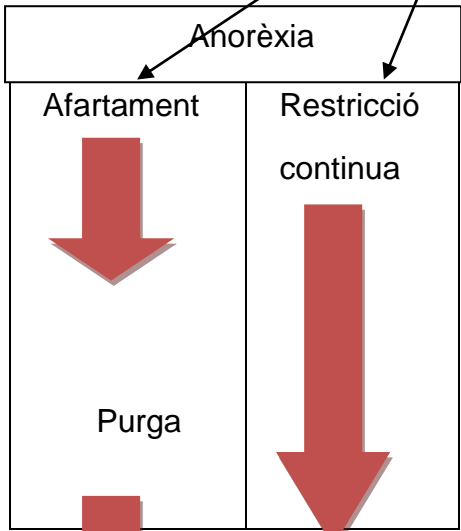 Anorèxia
Afartament
Restricció
continua
Purga